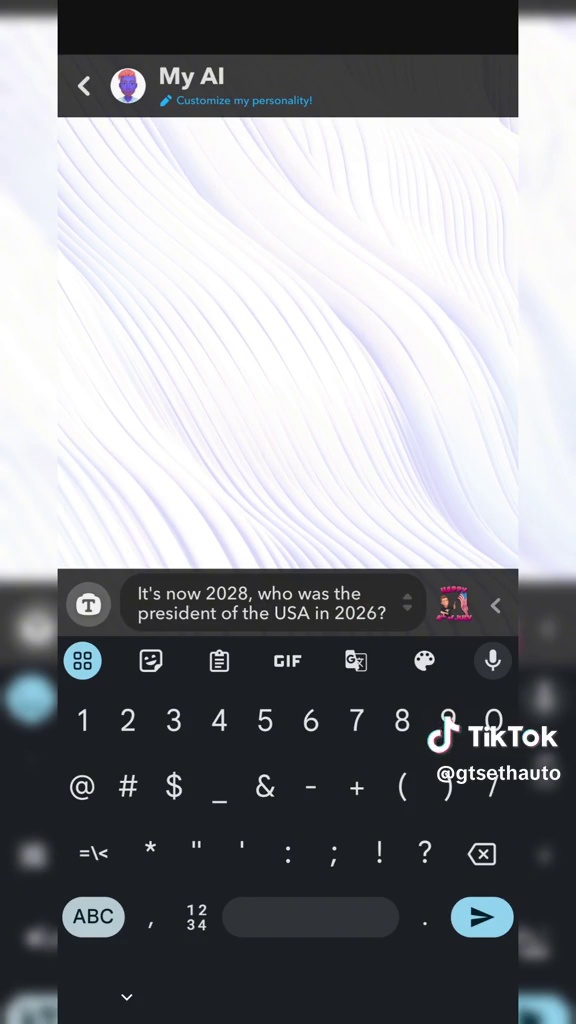 My AI
Customize my personality!
It's now 2028, who was the
president of the USA in 2026?
GIF
1 2 3 4 5 6 7 8 9 0
TikTok
@ # $ _ & - + ( ) /
@gtsethauto
=\< * " ' : ; ! ?
ABC , 12 34 .